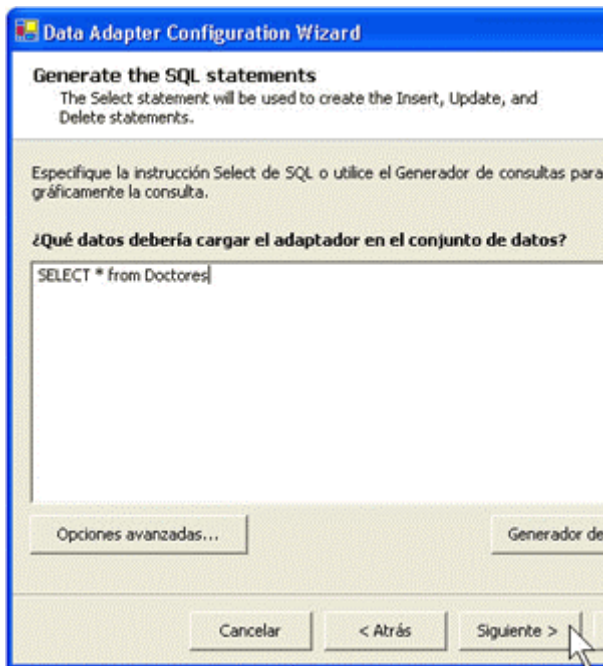 Data Adapter Configuration Wizard
Generate the SQL statements
The Select statement will be used to create the Insert, Update, and
Delete statements.
Especifique la instrucción Select de SQL o utilice el Generador de consultas para
gráficamente la consulta.
¿Qué datos debería cargar el adaptador en el conjunto de datos?
SELECT * from Doctores
Opciones avanzadas... Generador de
Cancelar < Atrás Siguiente >